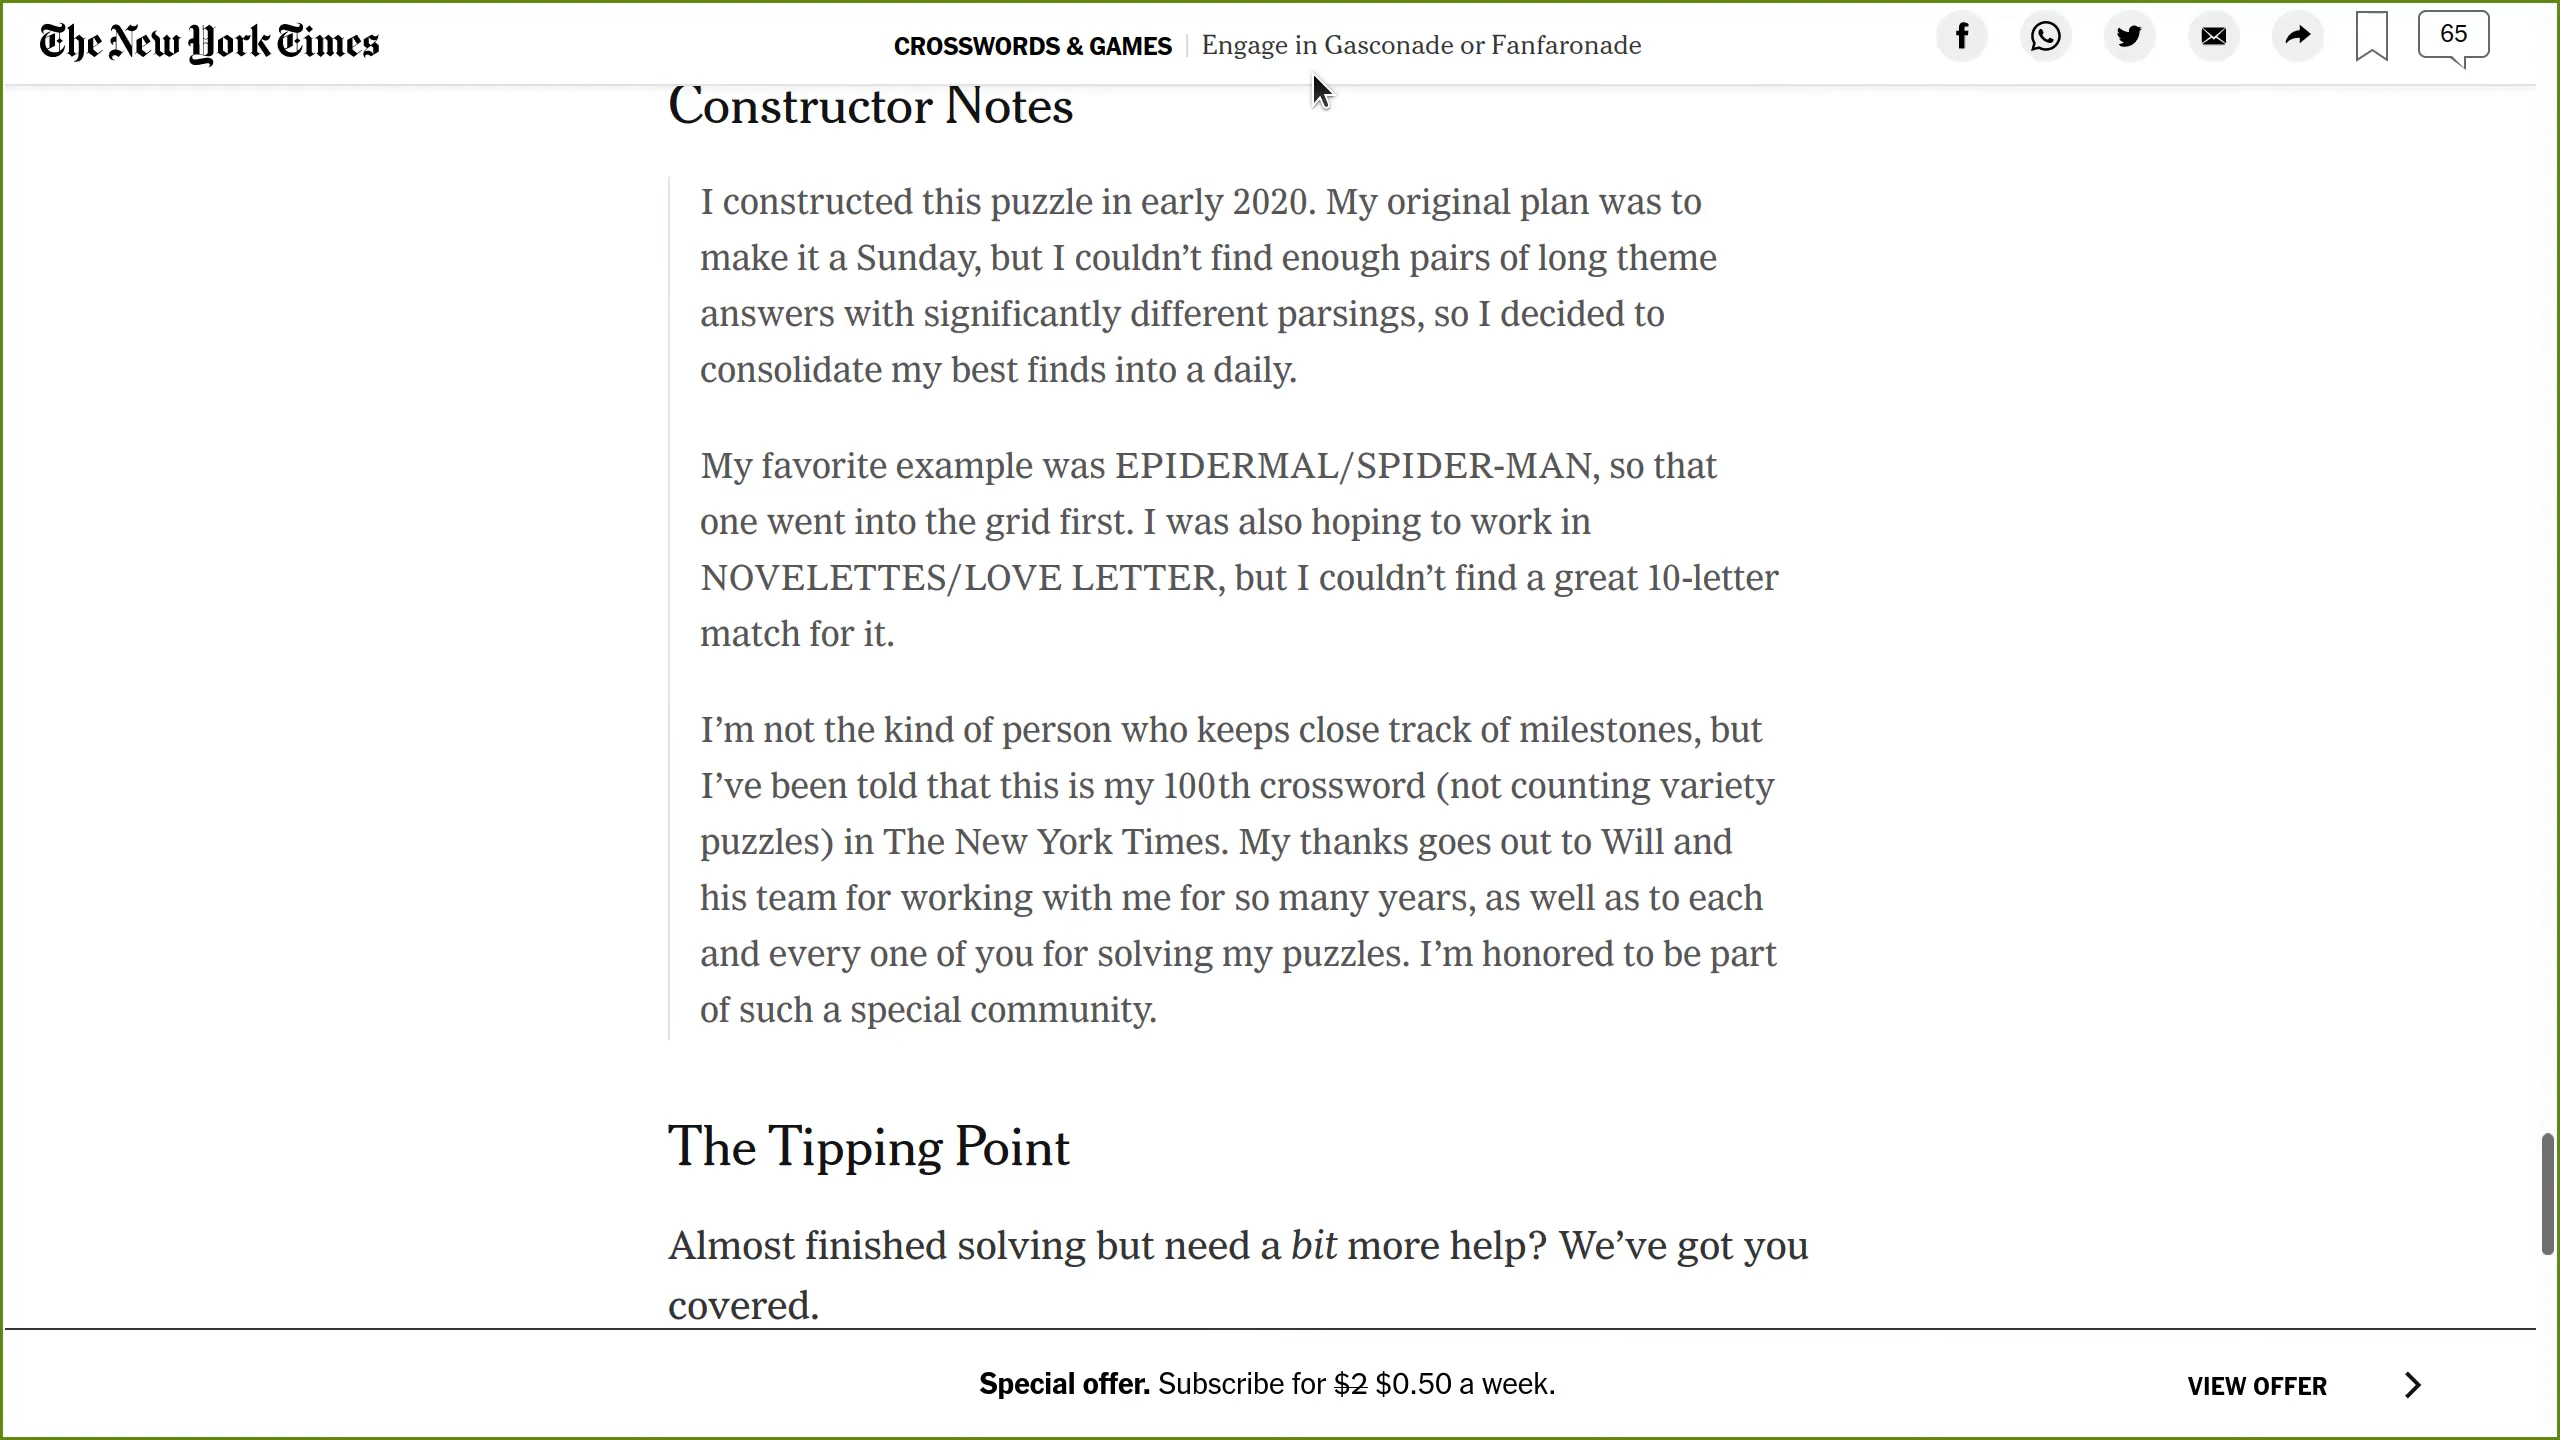 The New York Times
CROSSWORDS & GAMES | Engage in Gasconade or Fanfaronade
65
Constructor Notes
I constructed this puzzle in early 2020. My original plan was to
make it a Sunday, but I couldn’t find enough pairs of long theme
answers with significantly different parsings, so I decided to
consolidate my best finds into a daily.
My favorite example was EPIDERMAL/SPIDER-MAN, so that
one went into the grid first. I was also hoping to work in
NOVELETTES/LOVE LETTER, but I couldn’t find a great 10-letter
match for it.
I’m not the kind of person who keeps close track of milestones, but
I’ve been told that this is my 100th crossword (not counting variety
puzzles) in The New York Times. My thanks goes out to Will and
his team for working with me for so many years, as well as to each
and every one of you for solving my puzzles. I’m honored to be part
of such a special community.
The Tipping Point
Almost finished solving but need a bit more help? We’ve got you
covered.
Special offer. Subscribe for $2 $0.50 a week.
VIEW OFFER